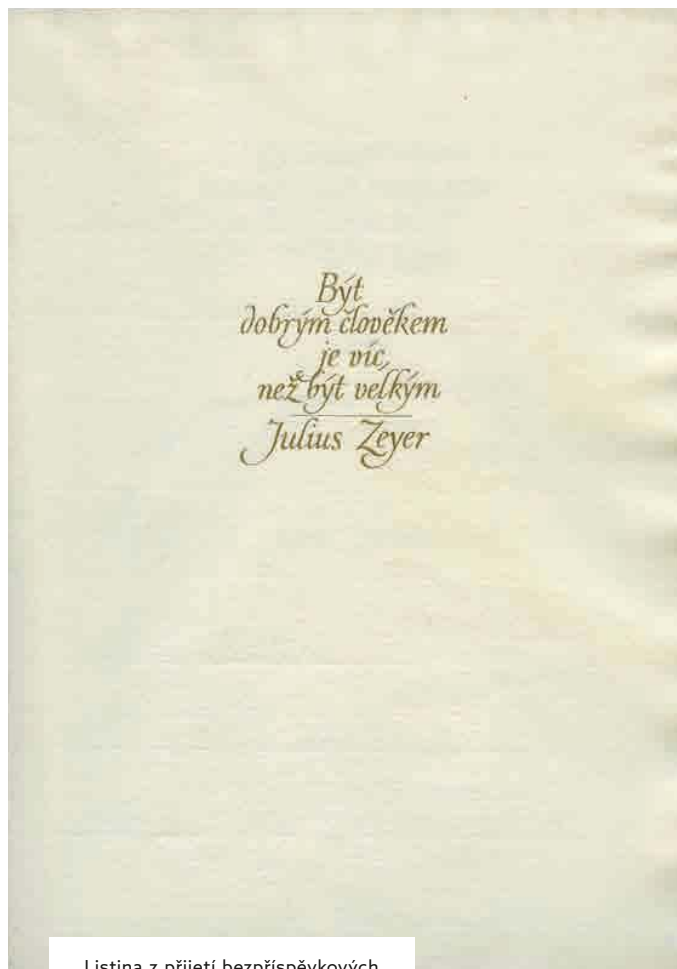 Být
dobrým člověkem
je víc,
než být velkým
Julius Zeyer
Listina z přijetí bezpříspěvkových